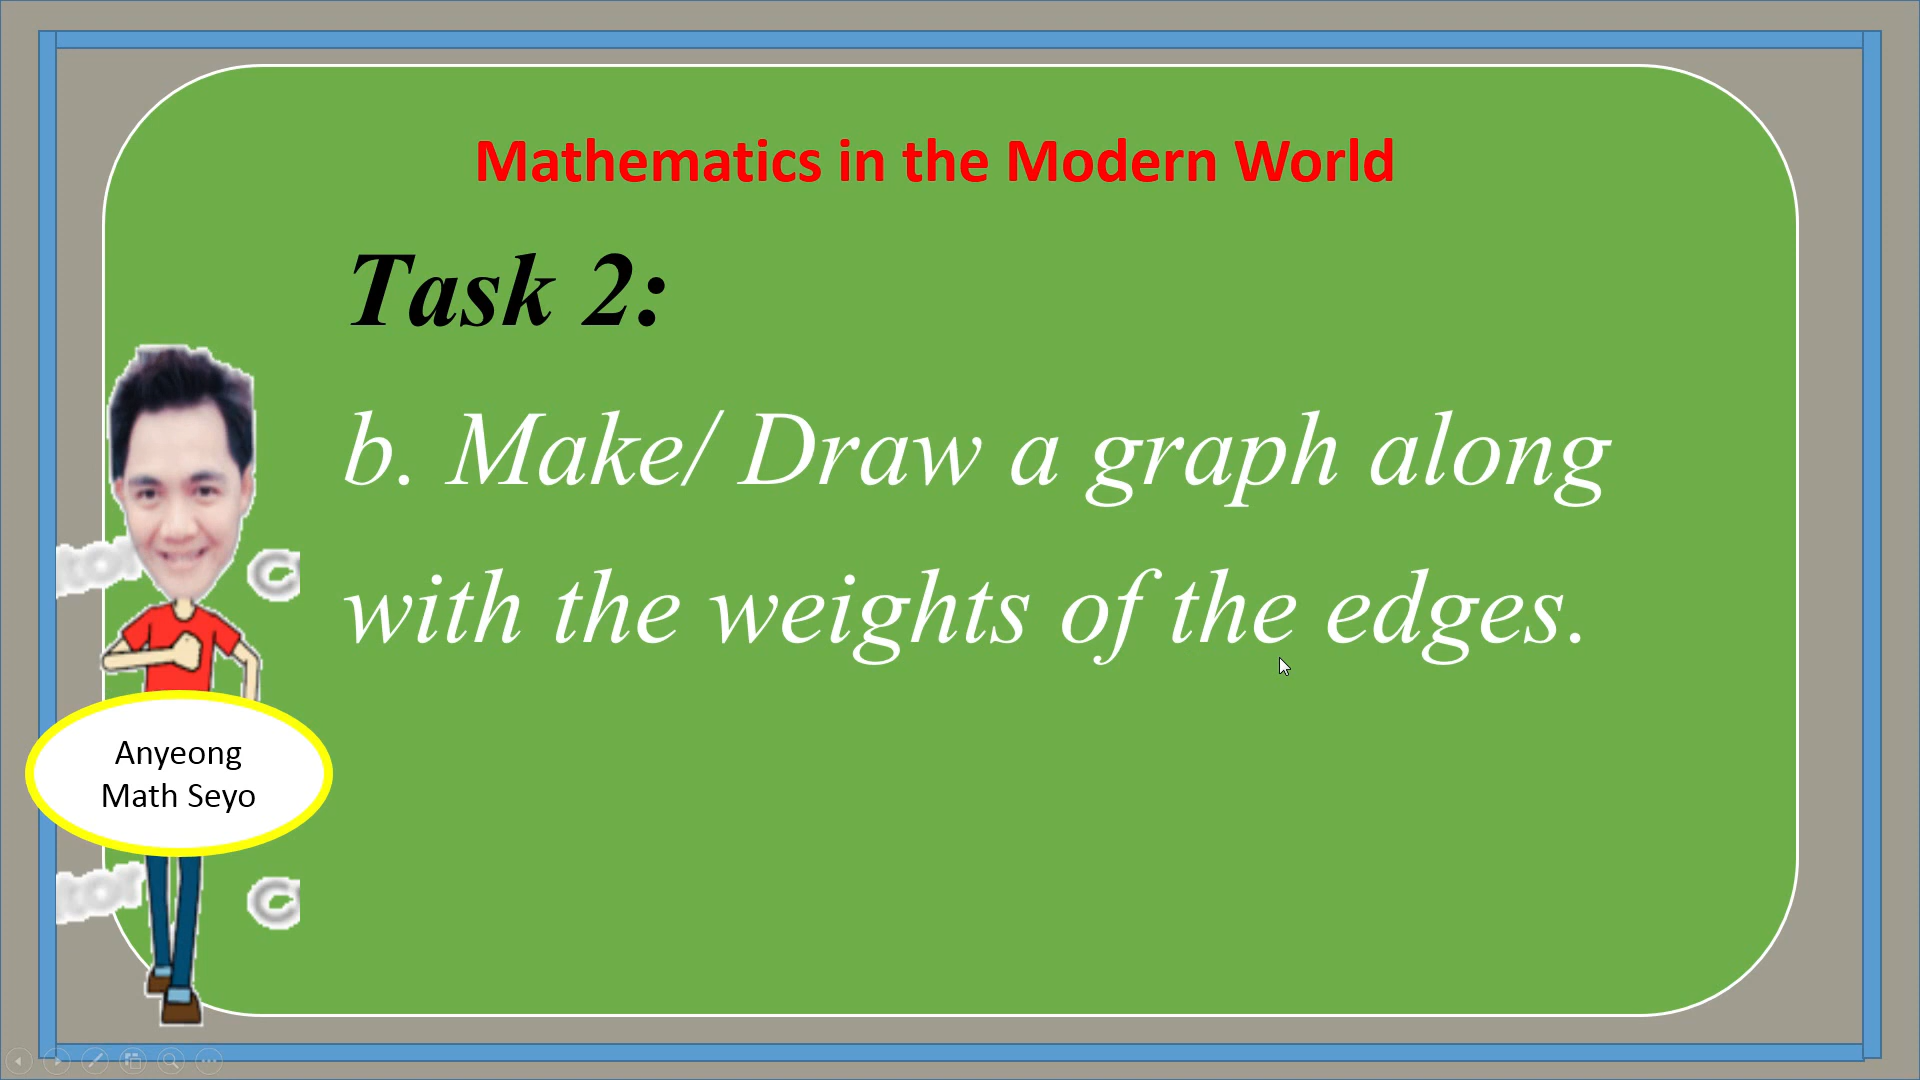 Mathematics in the Modern World
Task 2:
b. Make/ Draw a graph along
with the weights of the edges.
Anyeong
Math Seyo